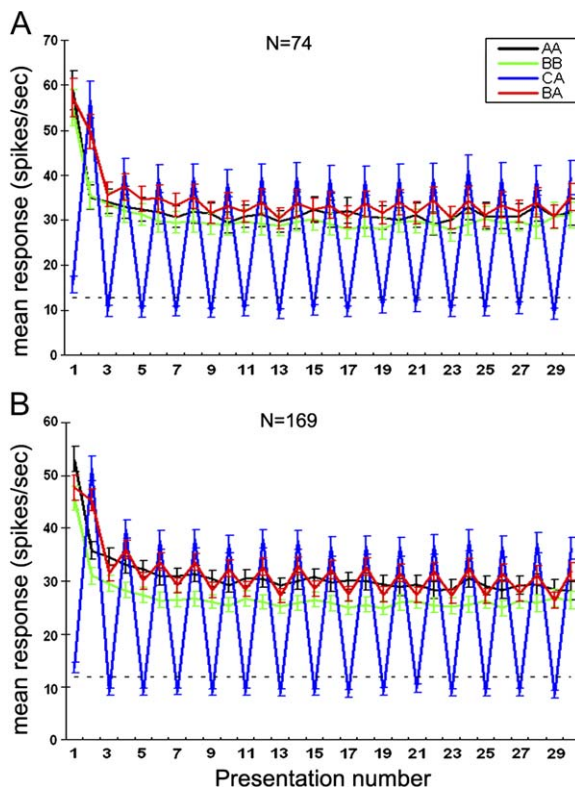 A
N=74
AA
BB
CA
BA
mean response (spikes/sec)
70
60
50
40
30
20
10
0
1 3 5 7 9 11 13 15 17 19 21 23 25 27 29
B
N=169
mean response (spikes/sec)
60
50
40
30
20
10
0
1 3 5 7 9 11 13 15 17 19 21 23 25 27 29
Presentation number